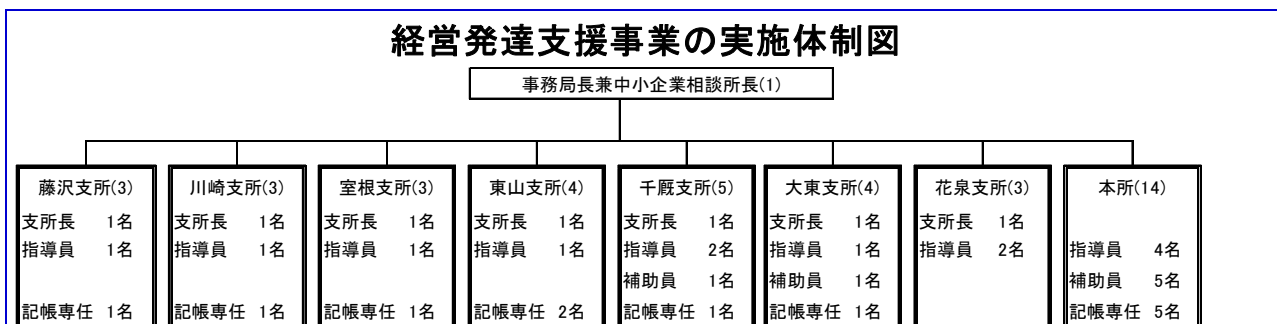 経営発達支援事業の実施体制図
事務局長兼中小企業相談所長(1)
藤沢支所(3)
支所長 1名
指導員 1名
記帳専任 1名
川崎支所(3)
支所長 1名
指導員 1名
記帳専任 1名
室根支所(3)
支所長 1名
指導員 1名
記帳専任 1名
東山支所(4)
支所長 1名
指導員 1名
記帳専任 2名
千厩支所(5)
支所長 1名
指導員 2名
補助員 1名
記帳専任 1名
大東支所(4)
支所長 1名
指導員 1名
補助員 1名
記帳専任 1名
花泉支所(3)
支所長 1名
指導員 2名
本所(14)
指導員 4名
補助員 5名
記帳専任 5名